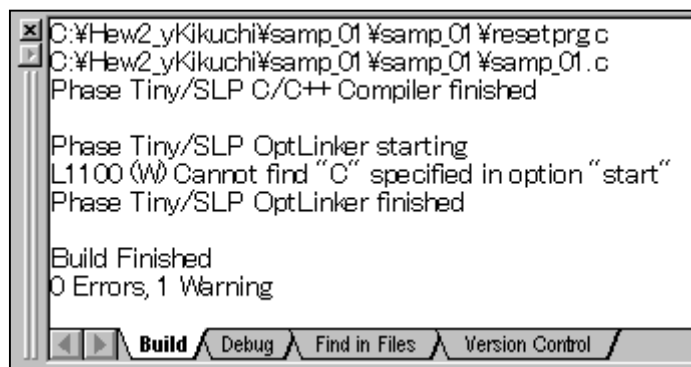 C:¥Hew2_yKikuchi¥samp_01¥samp_01¥resetprg.c
C:¥Hew2_yKikuchi¥samp_01¥samp_01¥samp_01.c
Phase Tiny/SLP C/C++ Compiler finished
Phase Tiny/SLP OptLinker starting
L1100 (W) Cannot find "C" specified in option "start"
Phase Tiny/SLP OptLinker finished
Build Finished
0 Errors, 1 Warning
Build
Debug
Find in Files
Version Control